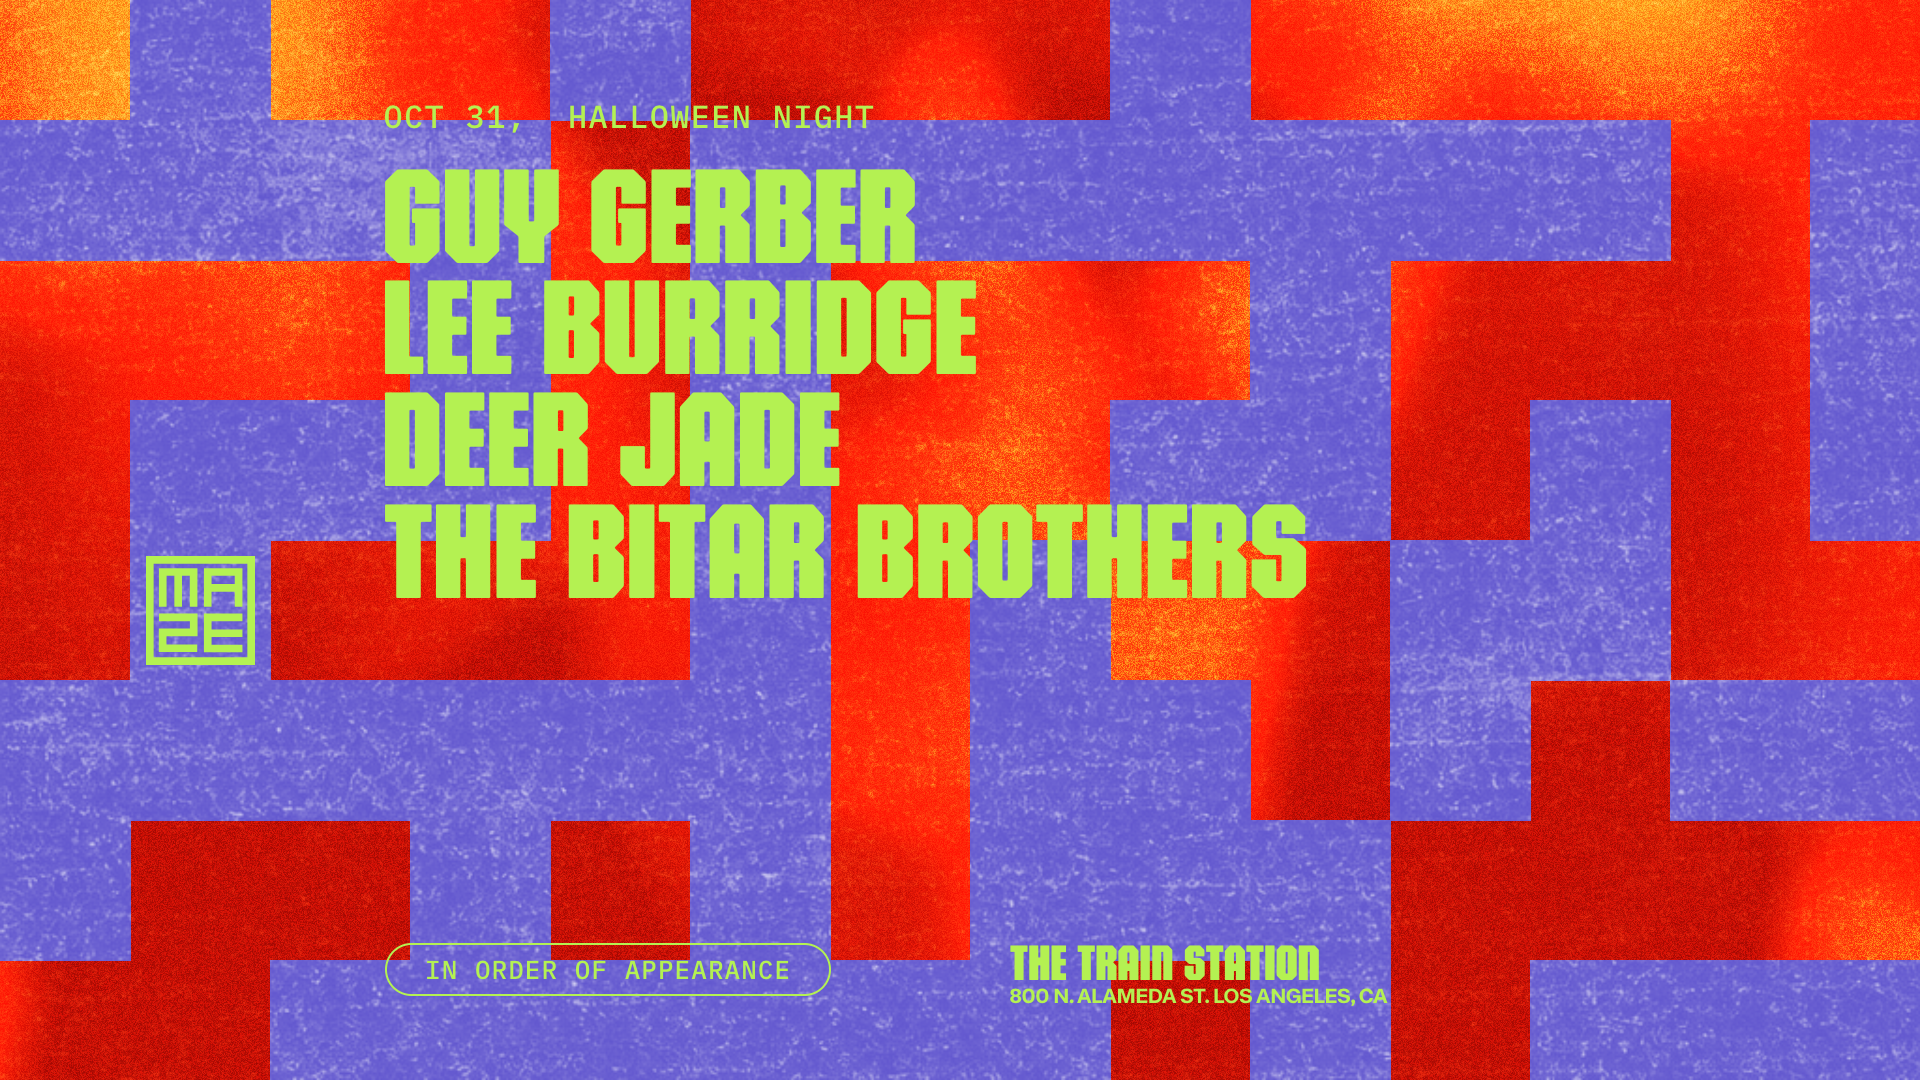 OCT 31, HALLOWEEN NIGHT
GUY GERBER
LEE BURRIDGE
DEER JADE
THE BITAR BROTHERS
MA
ZE
IN ORDER OF APPEARANCE
THE TRAIN STATION
800 N. ALAMEDA ST. LOS ANGELES, CA